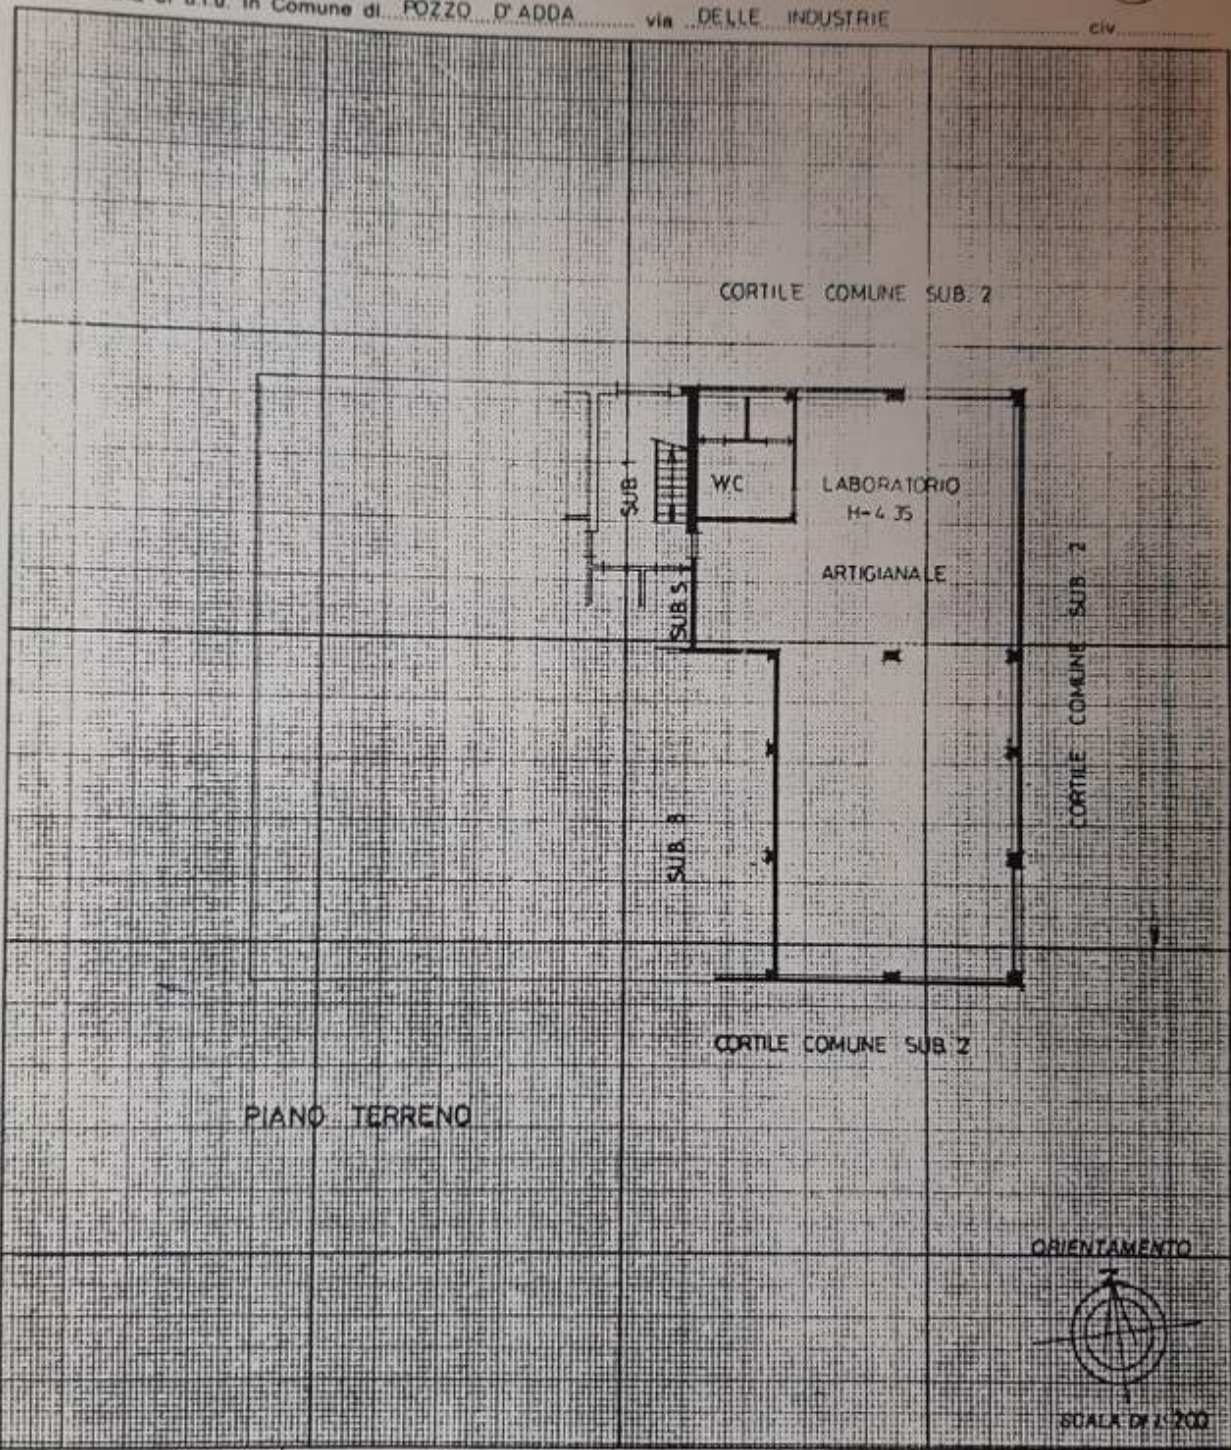 di u.i.u. in Comune di POZZO D'ADDA via DELLE INDUSTRIE civ.
CORTILE COMUNE SUB. 2
SUB 1
WC
LABORATORIO
H=4.35
ARTIGIANALE
SUB 5
CORTILE COMUNE SUB. 2
SUB. 8
CORTILE COMUNE SUB. 2
PIANO TERRENO
ORIENTAMENTO
N
SCALA DI 1:200